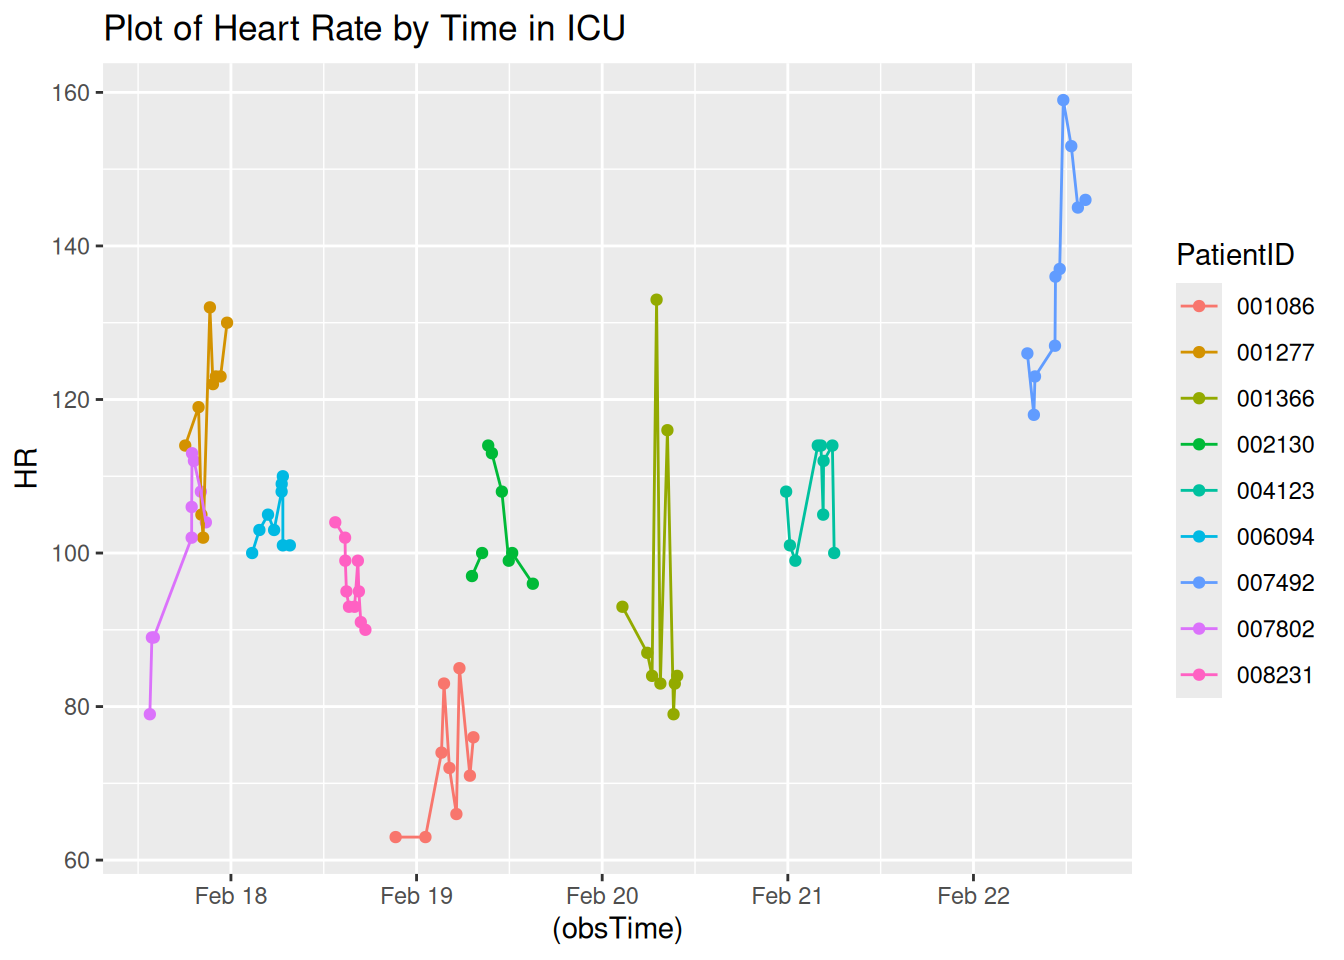 Plot of Heart Rate by Time in ICU
160
140
120
100
80
60
HR
Feb 18
Feb 19
Feb 20
Feb 21
Feb 22
(obsTime)
PatientID
001086
001277
001366
002130
004123
006094
007492
007802
008231